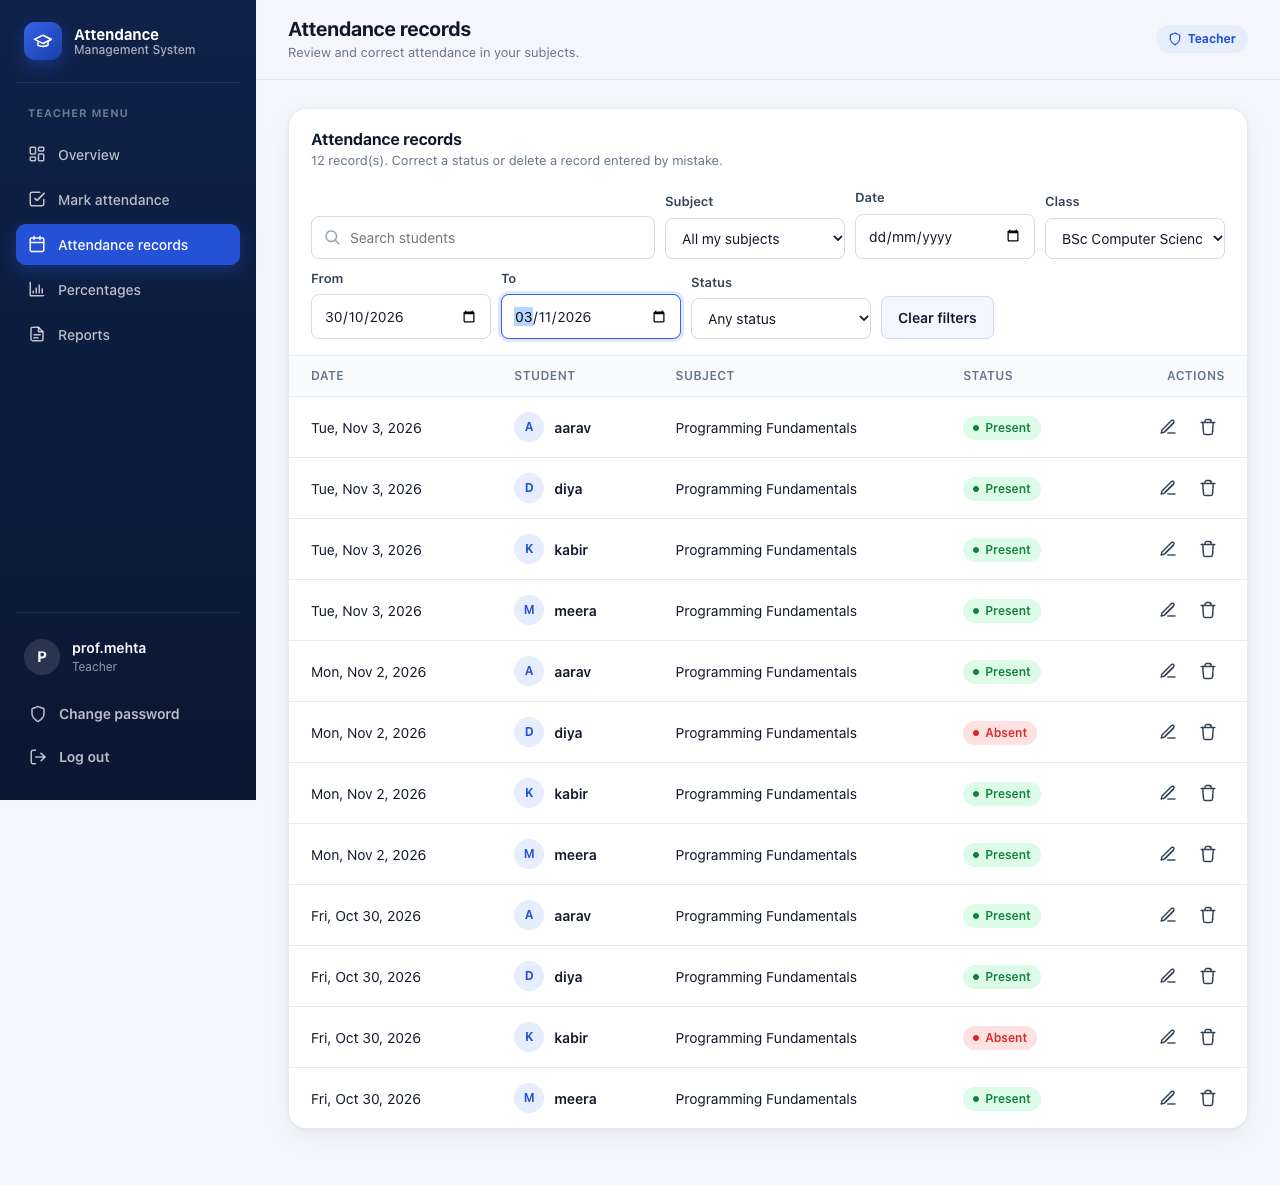 Attendance
Management System
TEACHER MENU
Overview
Mark attendance
Attendance records
Percentages
Reports
P
prof.mehta
Teacher
Change password
Log out
Attendance records
Review and correct attendance in your subjects.
Teacher
Attendance records
12 record(s). Correct a status or delete a record entered by mistake.
Search students
Subject
All my subjects
Date
dd/mm/yyyy
Class
BSc Computer Scienc
From
30/10/2026
To
03/11/2026
Status
Any status
Clear filters
DATE STUDENT SUBJECT STATUS ACTIONS
Tue, Nov 3, 2026 A aarav Programming Fundamentals Present
Tue, Nov 3, 2026 D diya Programming Fundamentals Present
Tue, Nov 3, 2026 K kabir Programming Fundamentals Present
Tue, Nov 3, 2026 M meera Programming Fundamentals Present
Mon, Nov 2, 2026 A aarav Programming Fundamentals Present
Mon, Nov 2, 2026 D diya Programming Fundamentals Absent
Mon, Nov 2, 2026 K kabir Programming Fundamentals Present
Mon, Nov 2, 2026 M meera Programming Fundamentals Present
Fri, Oct 30, 2026 A aarav Programming Fundamentals Present
Fri, Oct 30, 2026 D diya Programming Fundamentals Present
Fri, Oct 30, 2026 K kabir Programming Fundamentals Absent
Fri, Oct 30, 2026 M meera Programming Fundamentals Present